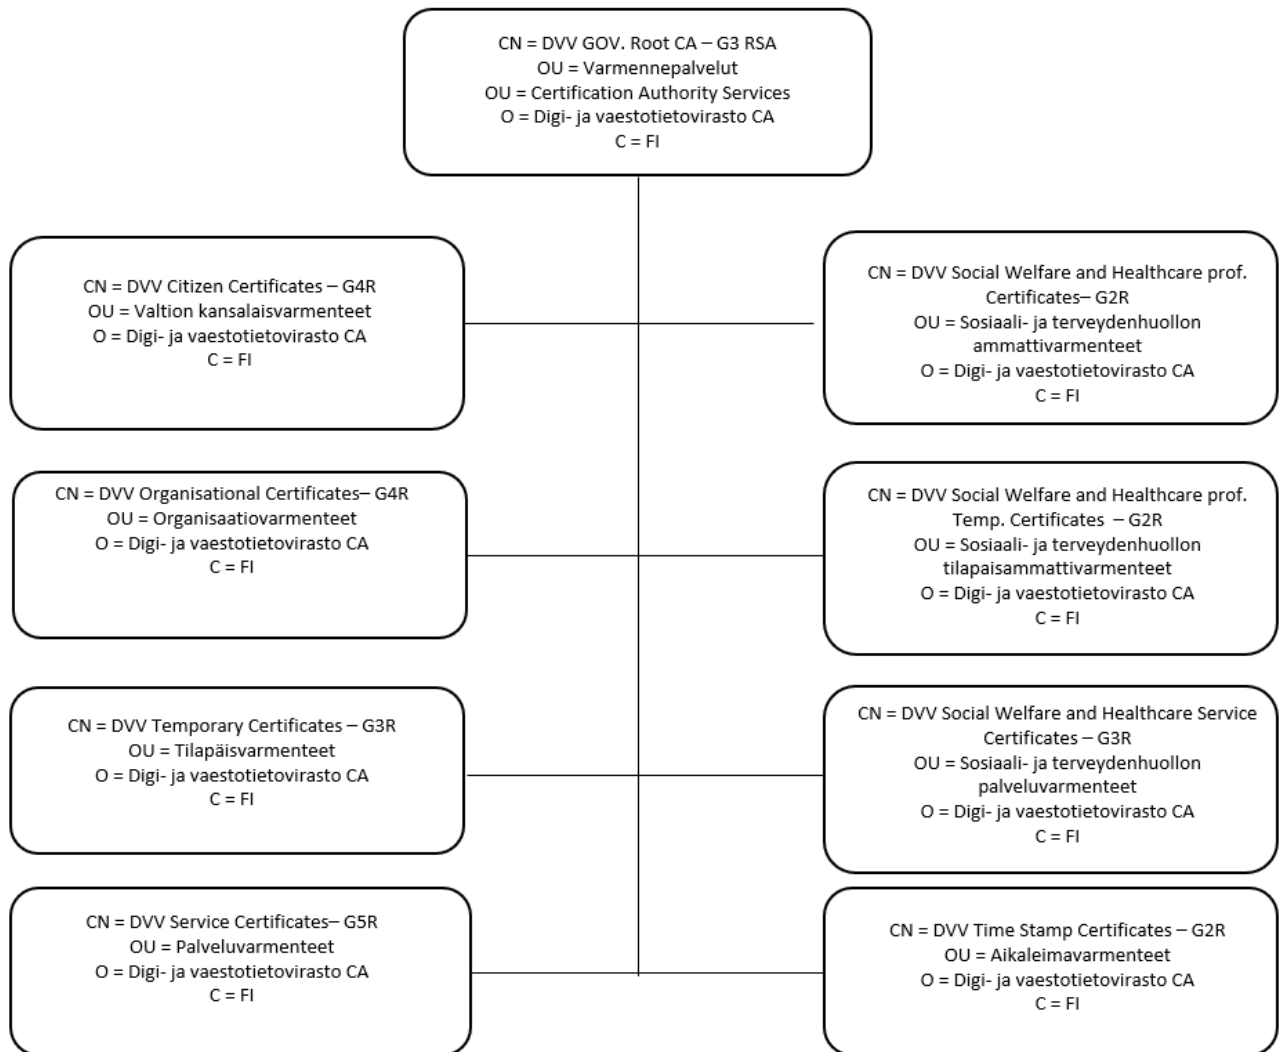 CN = DVV GOV. Root CA – G3 RSA
OU = Varmennepalvelut
OU = Certification Authority Services
O = Digi- ja vaestotietovirasto CA
C = FI
CN = DVV Citizen Certificates – G4R
OU = Valtion kansalaisvarmenteet
O = Digi- ja vaestotietovirasto CA
C = FI
CN = DVV Social Welfare and Healthcare prof.
Certificates– G2R
OU = Sosiaali- ja terveydenhuollon
ammattivarmenteet
O = Digi- ja vaestotietovirasto CA
C = FI
CN = DVV Organisational Certificates– G4R
OU = Organisaatiovarmenteet
O = Digi- ja vaestotietovirasto CA
C = FI
CN = DVV Social Welfare and Healthcare prof.
Temp. Certificates – G2R
OU = Sosiaali- ja terveydenhuollon
tilapaisammattivarmenteet
O = Digi- ja vaestotietovirasto CA
C = FI
CN = DVV Temporary Certificates – G3R
OU = Tilapäisvarmenteet
O = Digi- ja vaestotietovirasto CA
C = FI
CN = DVV Social Welfare and Healthcare Service
Certificates – G3R
OU = Sosiaali- ja terveydenhuollon
palveluvarmenteet
O = Digi- ja vaestotietovirasto CA
C = FI
CN = DVV Service Certificates– G5R
OU = Palveluvarmenteet
O = Digi- ja vaestotietovirasto CA
C = FI
CN = DVV Time Stamp Certificates – G2R
OU = Aikaleimavarmenteet
O = Digi- ja vaestotietovirasto CA
C = FI